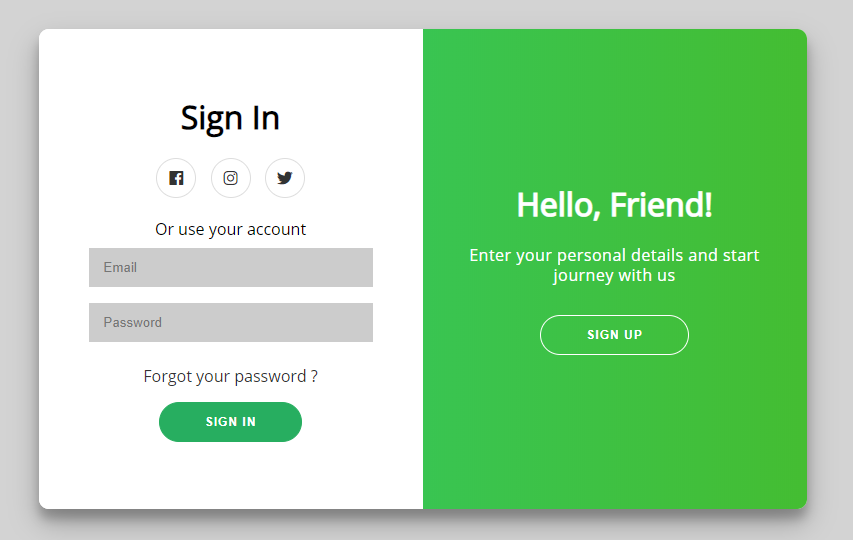 Sign In
Or use your account
Email
Password
Forgot your password ?
SIGN IN
Hello, Friend!
Enter your personal details and start
journey with us
SIGN UP